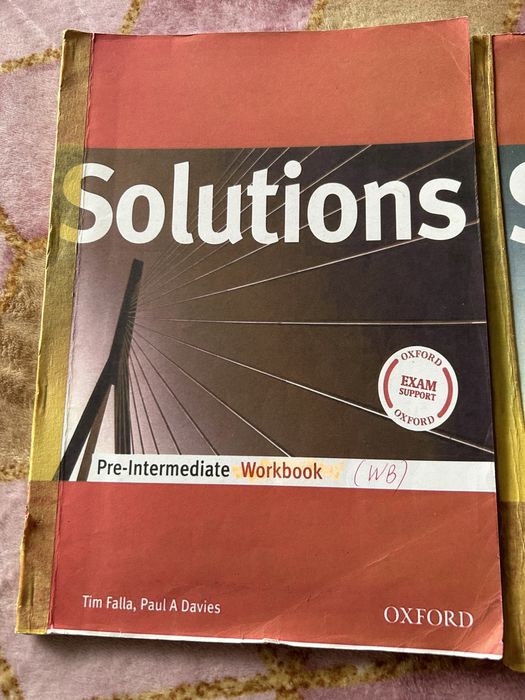 Solutions
OXFORD
EXAM
SUPPORT
OXFORD
Pre-Intermediate Workbook (WB)
Tim Falla, Paul A Davies
OXFORD
S